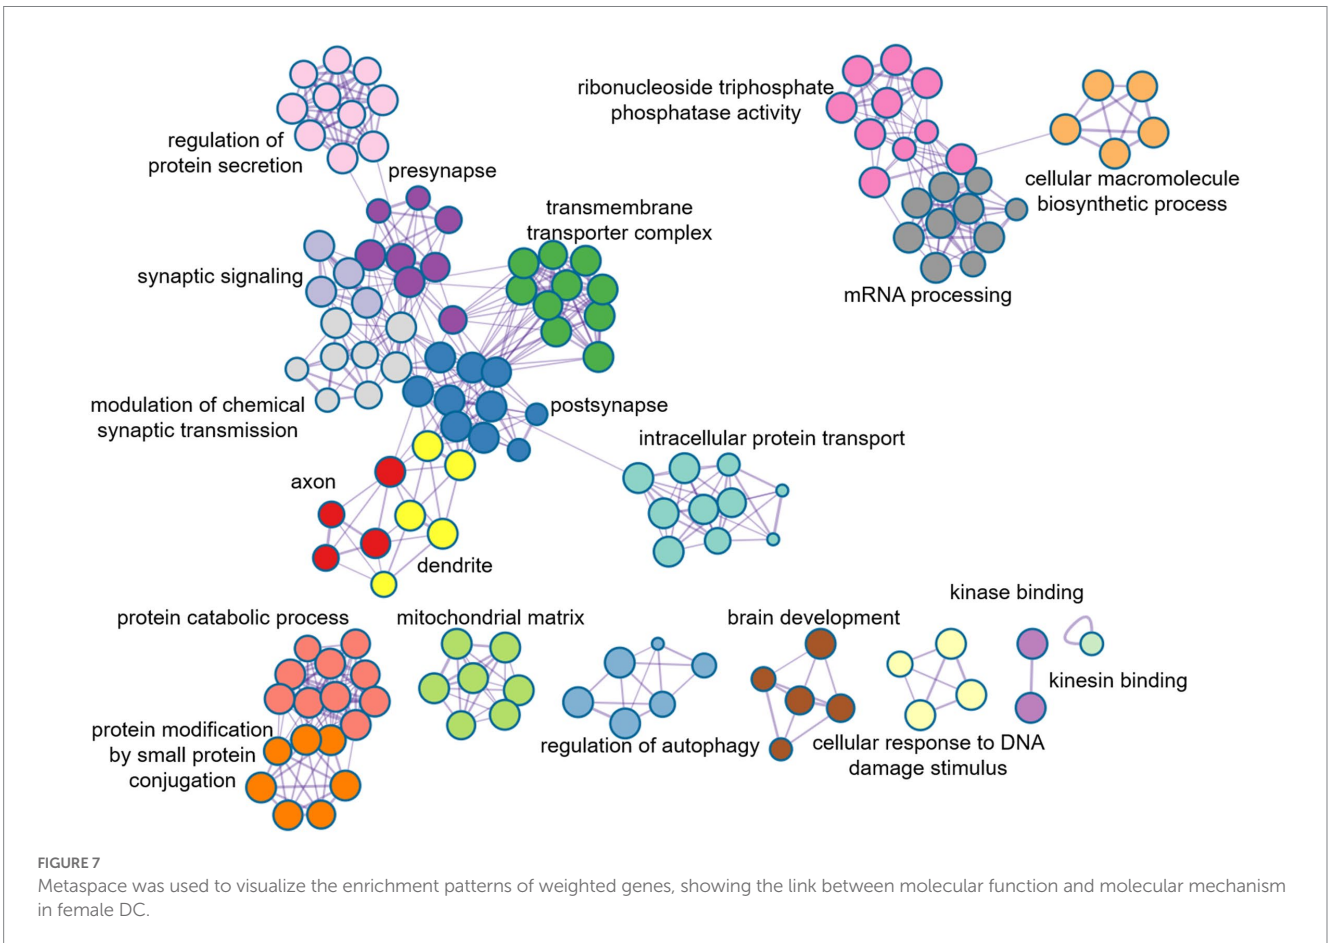 ribonucleoside triphosphate
phosphatase activity
regulation of
protein secretion
presynapse
cellular macromolecule
biosynthetic process
transmembrane
transporter complex
synaptic signaling
mRNA processing
modulation of chemical
synaptic transmission
postsynapse
intracellular protein transport
axon
dendrite
kinase binding
protein catabolic process
mitochondrial matrix
brain development
kinesin binding
protein modification
by small protein
conjugation
regulation of autophagy
cellular response to DNA
damage stimulus
FIGURE 7
Metaspace was used to visualize the enrichment patterns of weighted genes, showing the link between molecular function and molecular mechanism
in female DC.